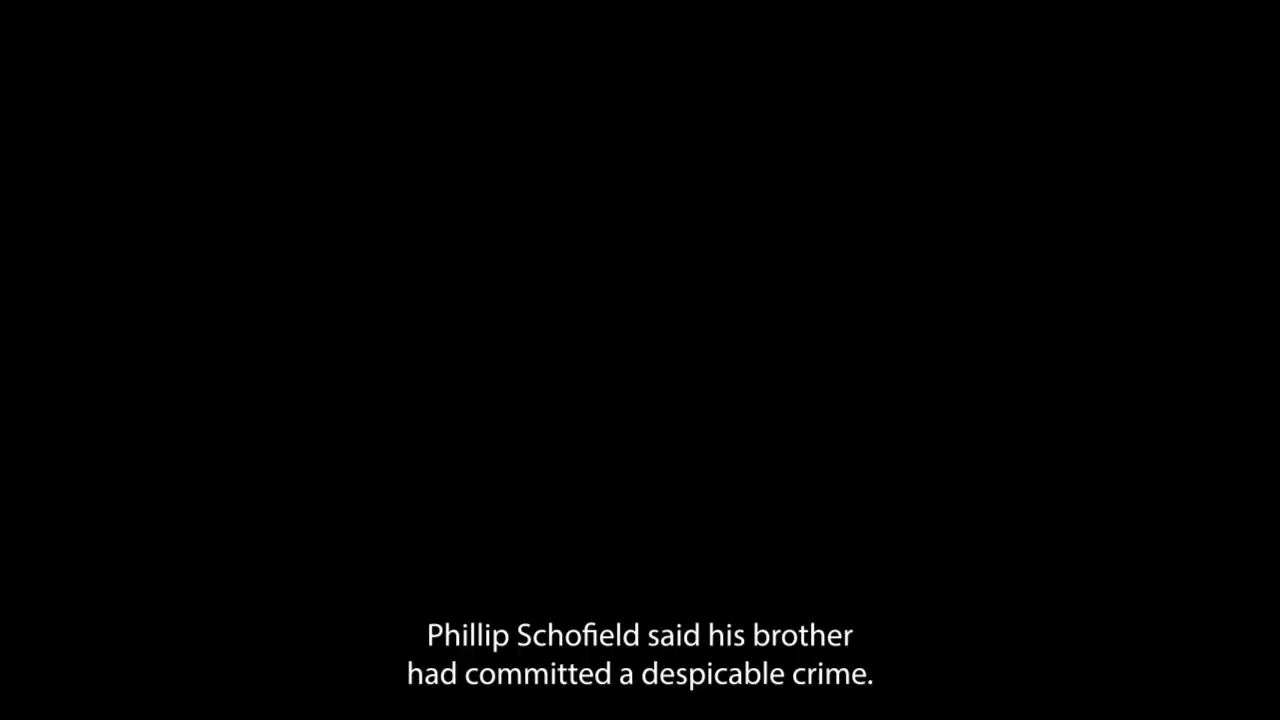 Phillip Schofield said his brother
had committed a despicable crime.